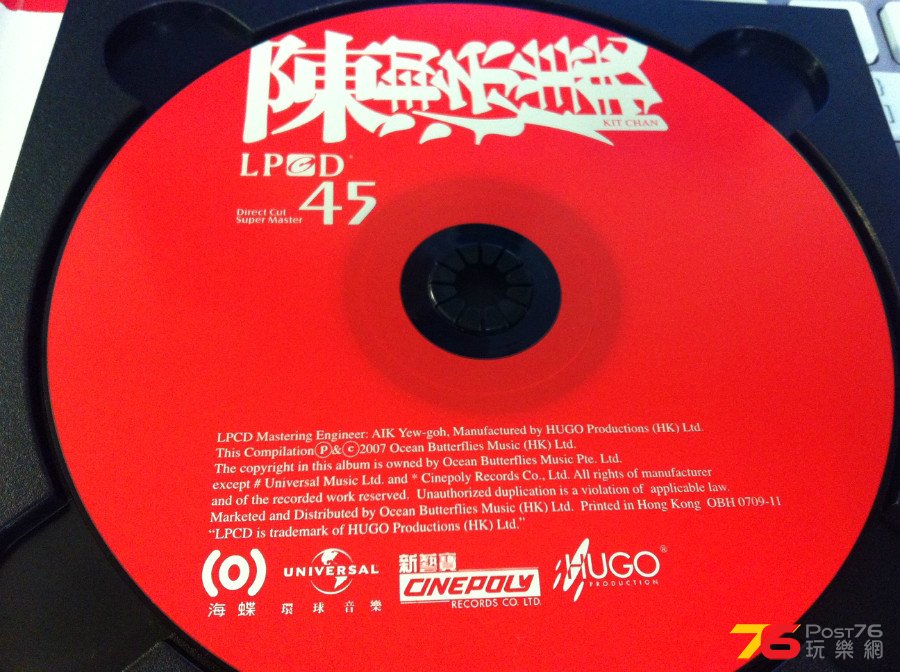 陳潔儀
KIT CHAN
LPCD
Direct Cut
Super Master
45
LPCD Mastering Engineer: AIK Yew-goh, Manufactured by HUGO Productions (HK) Ltd.
This Compilation Ⓟ&ⓒ2007 Ocean Butterflies Music (HK) Ltd.
The copyright in this album is owned by Ocean Butterflies Music Pte. Ltd.
except # Universal Music Ltd. and * Cinepoly Records Co., Ltd. All rights of manufacturer
and of the recorded work reserved. Unauthorized duplication is a violation of applicable law.
Marketed and Distributed by Ocean Butterflies Music (HK) Ltd. Printed in Hong Kong OBH 0709-11
“LPCD is trademark of HUGO Productions (HK) Ltd.”
海蝶
UNIVERSAL
環球音樂
新藝寶
CINEPOLY
RECORDS CO. LTD.
HUGO®
PRODUCTION
76 Post76
玩樂網